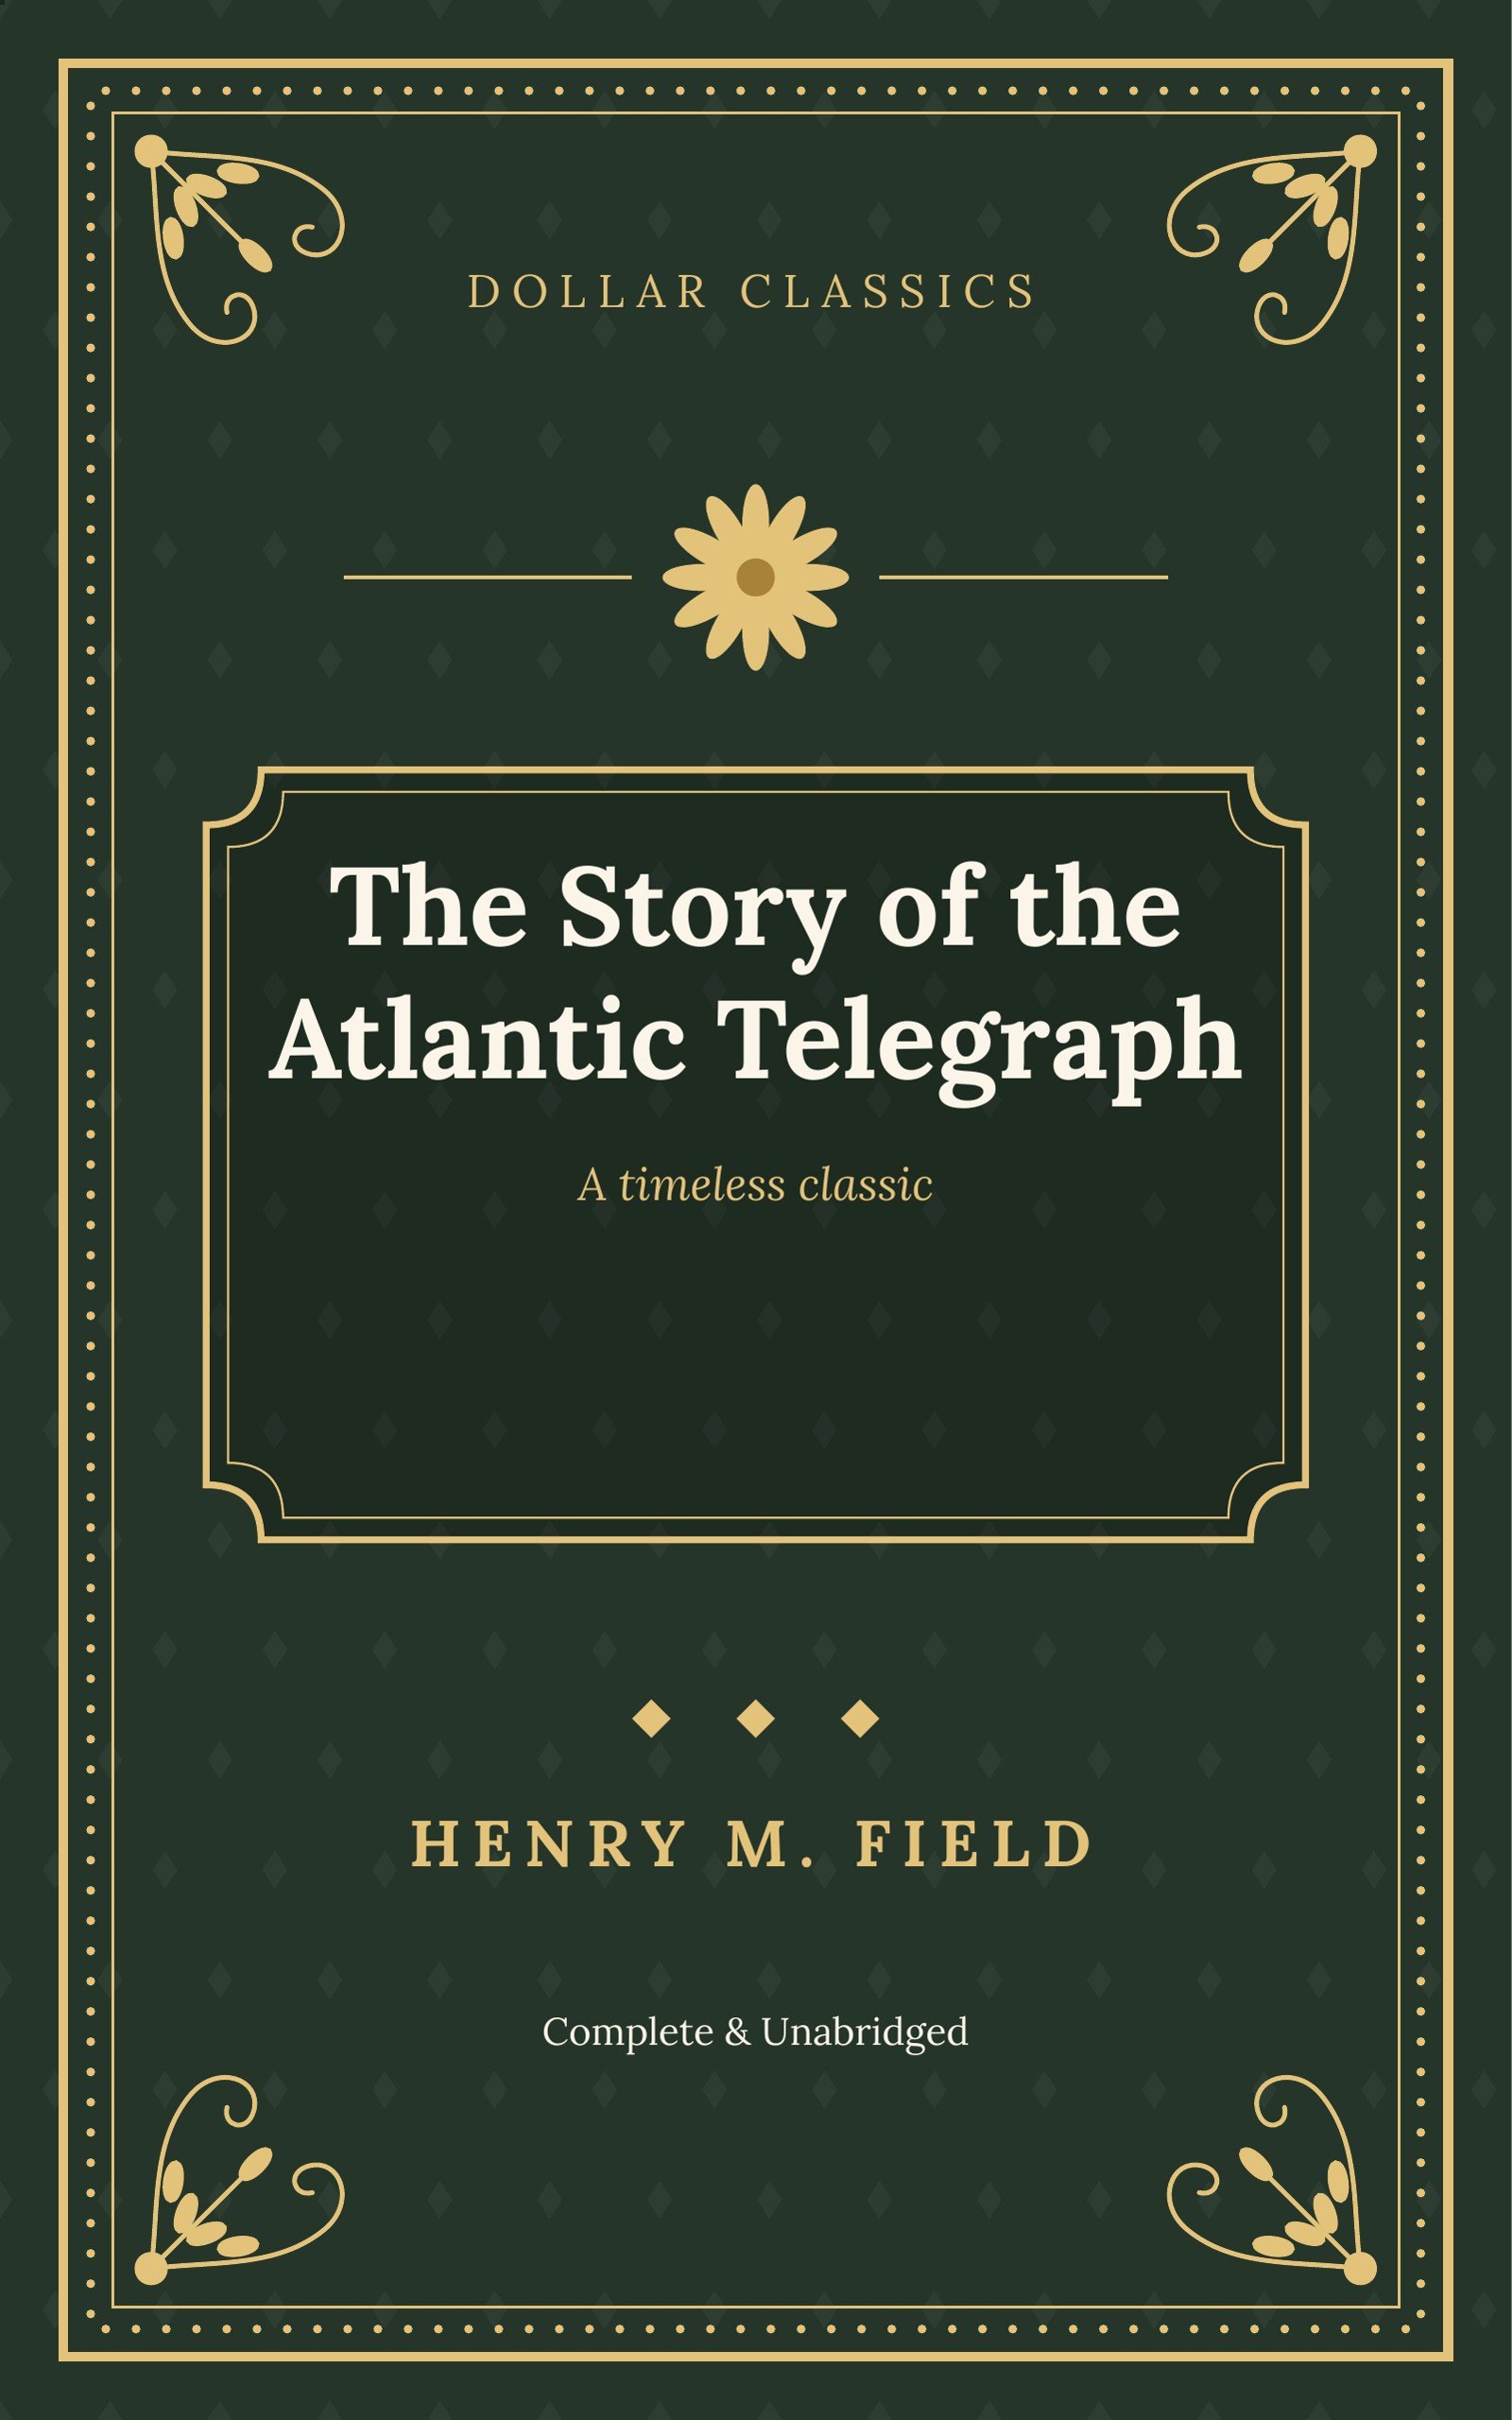 DOLLAR CLASSICS
The Story of the
Atlantic Telegraph
A timeless classic
HENRY M. FIELD
Complete & Unabridged